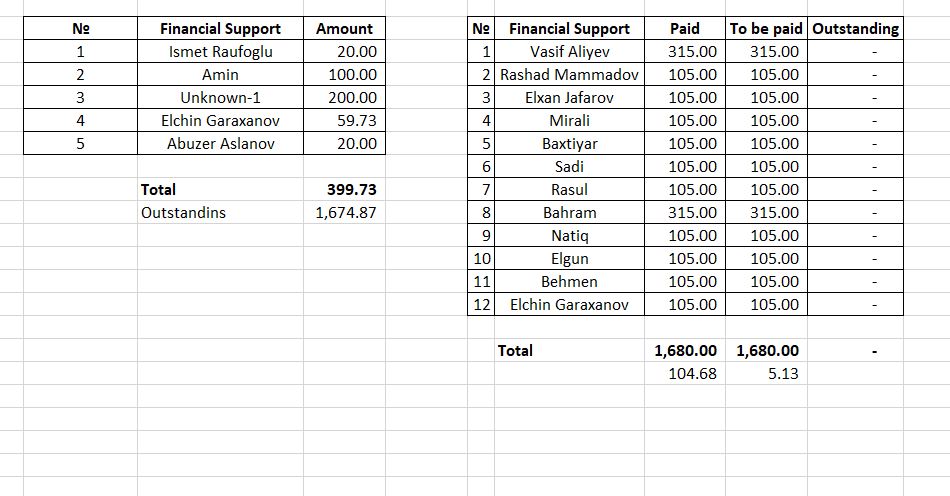 № Financial Support Amount
1 Ismet Raufoglu 20.00
2 Amin 100.00
3 Unknown-1 200.00
4 Elchin Garaxanov 59.73
5 Abuzer Aslanov 20.00
Total 399.73
Outstandins 1,674.87
№ Financial Support Paid To be paid Outstanding
1 Vasif Aliyev 315.00 315.00 -
2 Rashad Mammadov 105.00 105.00 -
3 Elxan Jafarov 105.00 105.00 -
4 Mirali 105.00 105.00 -
5 Baxtiyar 105.00 105.00 -
6 Sadi 105.00 105.00 -
7 Rasul 105.00 105.00 -
8 Bahram 315.00 315.00 -
9 Natiq 105.00 105.00 -
10 Elgun 105.00 105.00 -
11 Behmen 105.00 105.00 -
12 Elchin Garaxanov 105.00 105.00 -
Total 1,680.00 1,680.00 -
104.68 5.13